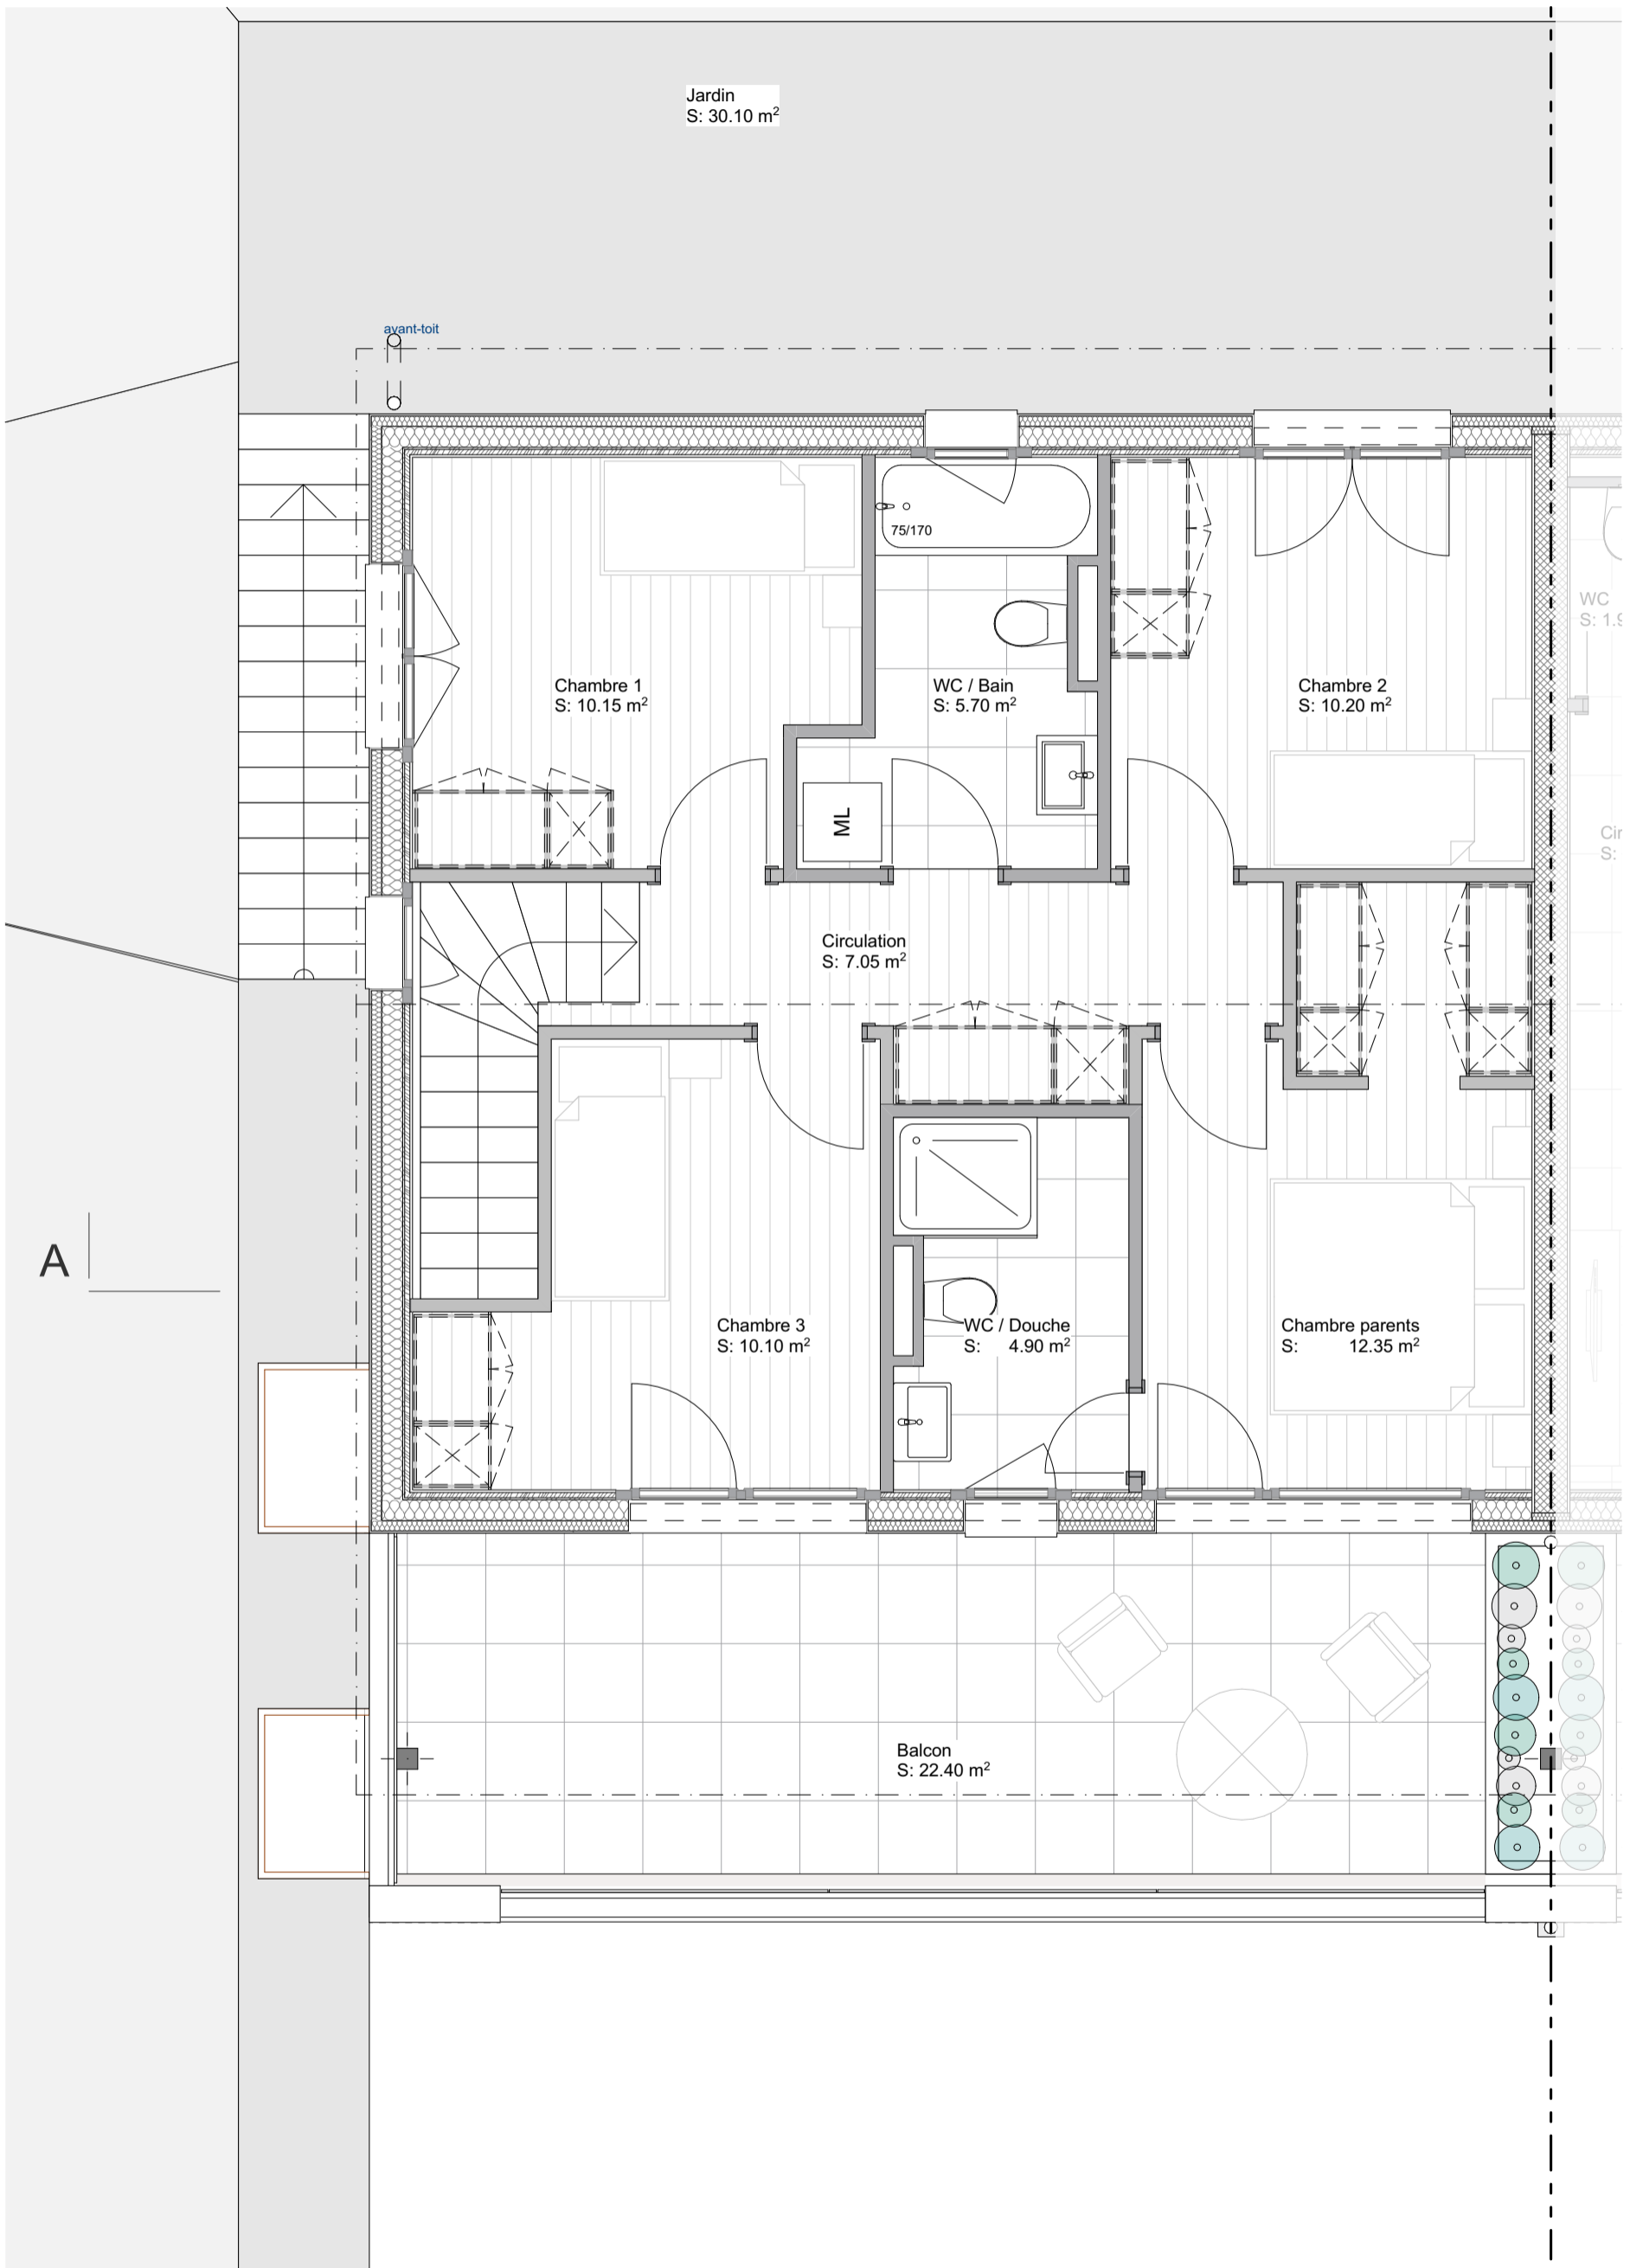 Jardin
S: 30.10 m²
avant-toit
75/170
WC
Chambre 1
S: 10.15 m²
WC / Bain
S: 5.70 m²
Chambre 2
S: 10.20 m²
ML
Circulation
S: 7.05 m²
A
Chambre 3
S: 10.10 m²
WC / Douche
S: 4.90 m²
Chambre parents
S: 12.35 m²
Balcon
S: 22.40 m²